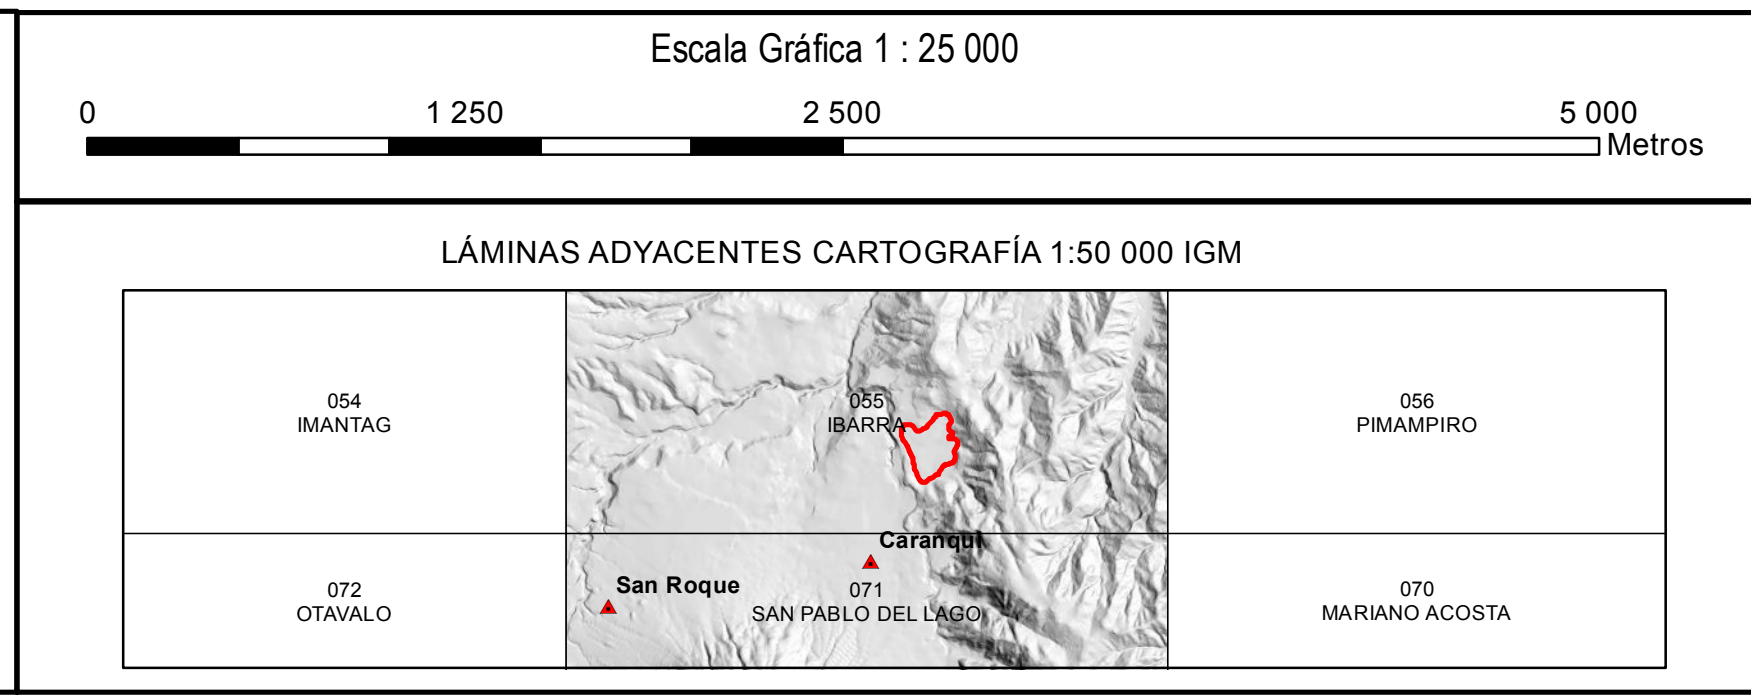 Escala Gráfica 1 : 25 000
0 1 250 2 500 5 000
Metros
LÁMINAS ADYACENTES CARTOGRAFÍA 1:50 000 IGM
054
IMANTAG
055
IBARRA
056
PIMAMPIRO
Caranqui
San Roque
072
OTAVALO
071
SAN PABLO DEL LAGO
070
MARIANO ACOSTA